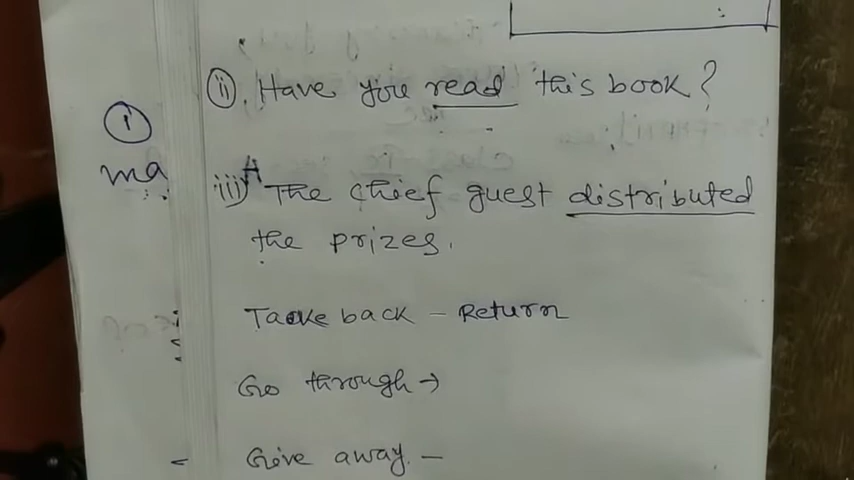 (ii). Have you read this book?
(i)
ma
iii) The chief guest distributed
the prizes.
Take back – Return
Go through →
Give away –